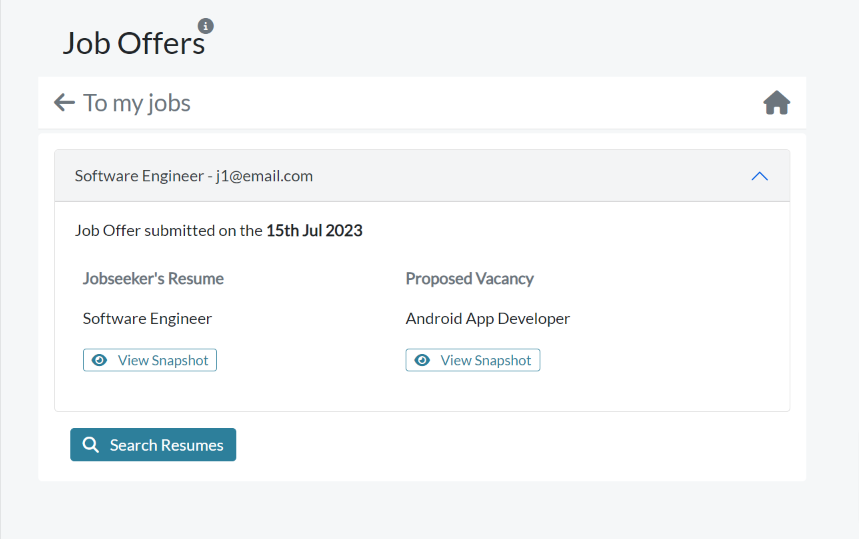 Job Offers
To my jobs
Software Engineer - j1@email.com
Job Offer submitted on the 15th Jul 2023
Jobseeker's Resume
Proposed Vacancy
Software Engineer
Android App Developer
View Snapshot
View Snapshot
Search Resumes